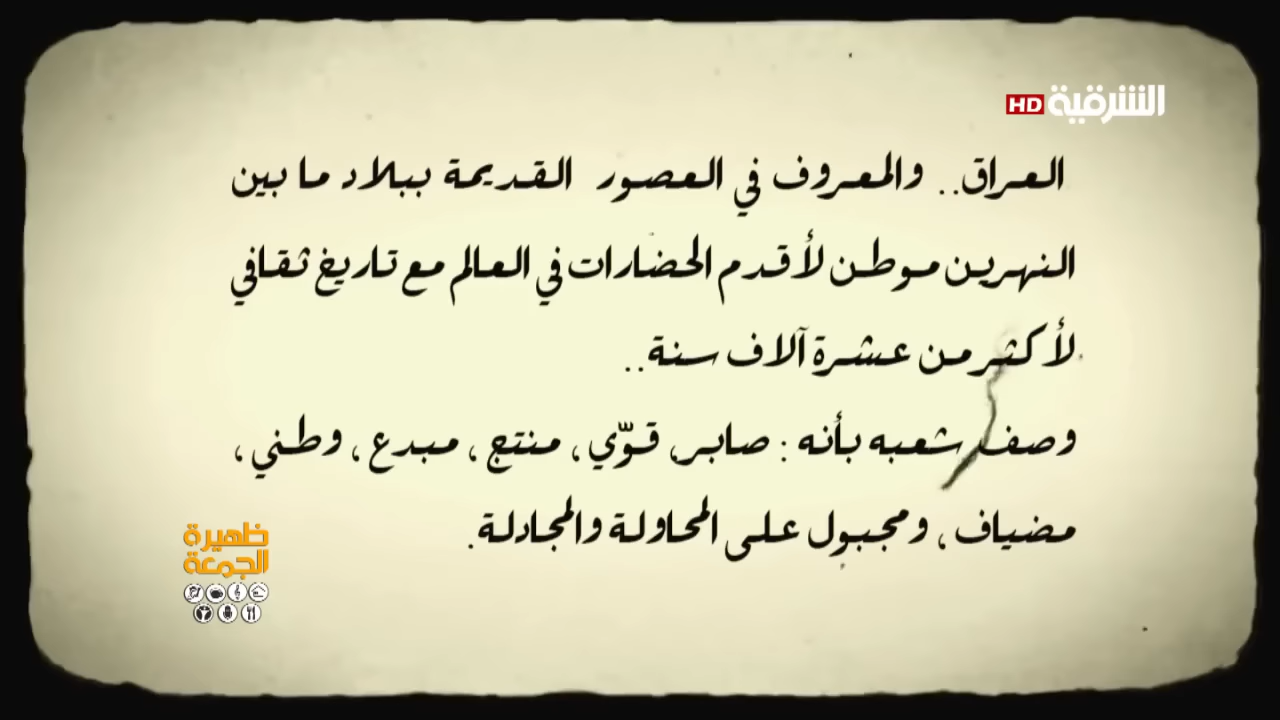 الشرقية HD
العراق.. والمعروف في العصور القديمة ببلاد ما بين
النهرين موطن لأقدم الحضارات في العالم مع تاريخ ثقافي
لأكثر من عشرة آلاف سنة..
وصف شعبه بأنه : صابر، قوّي، منتج، مبدع، وطني،
مضياف، ومجبول على المحاولة والمجادلة.
ظهيرة
الجمعة